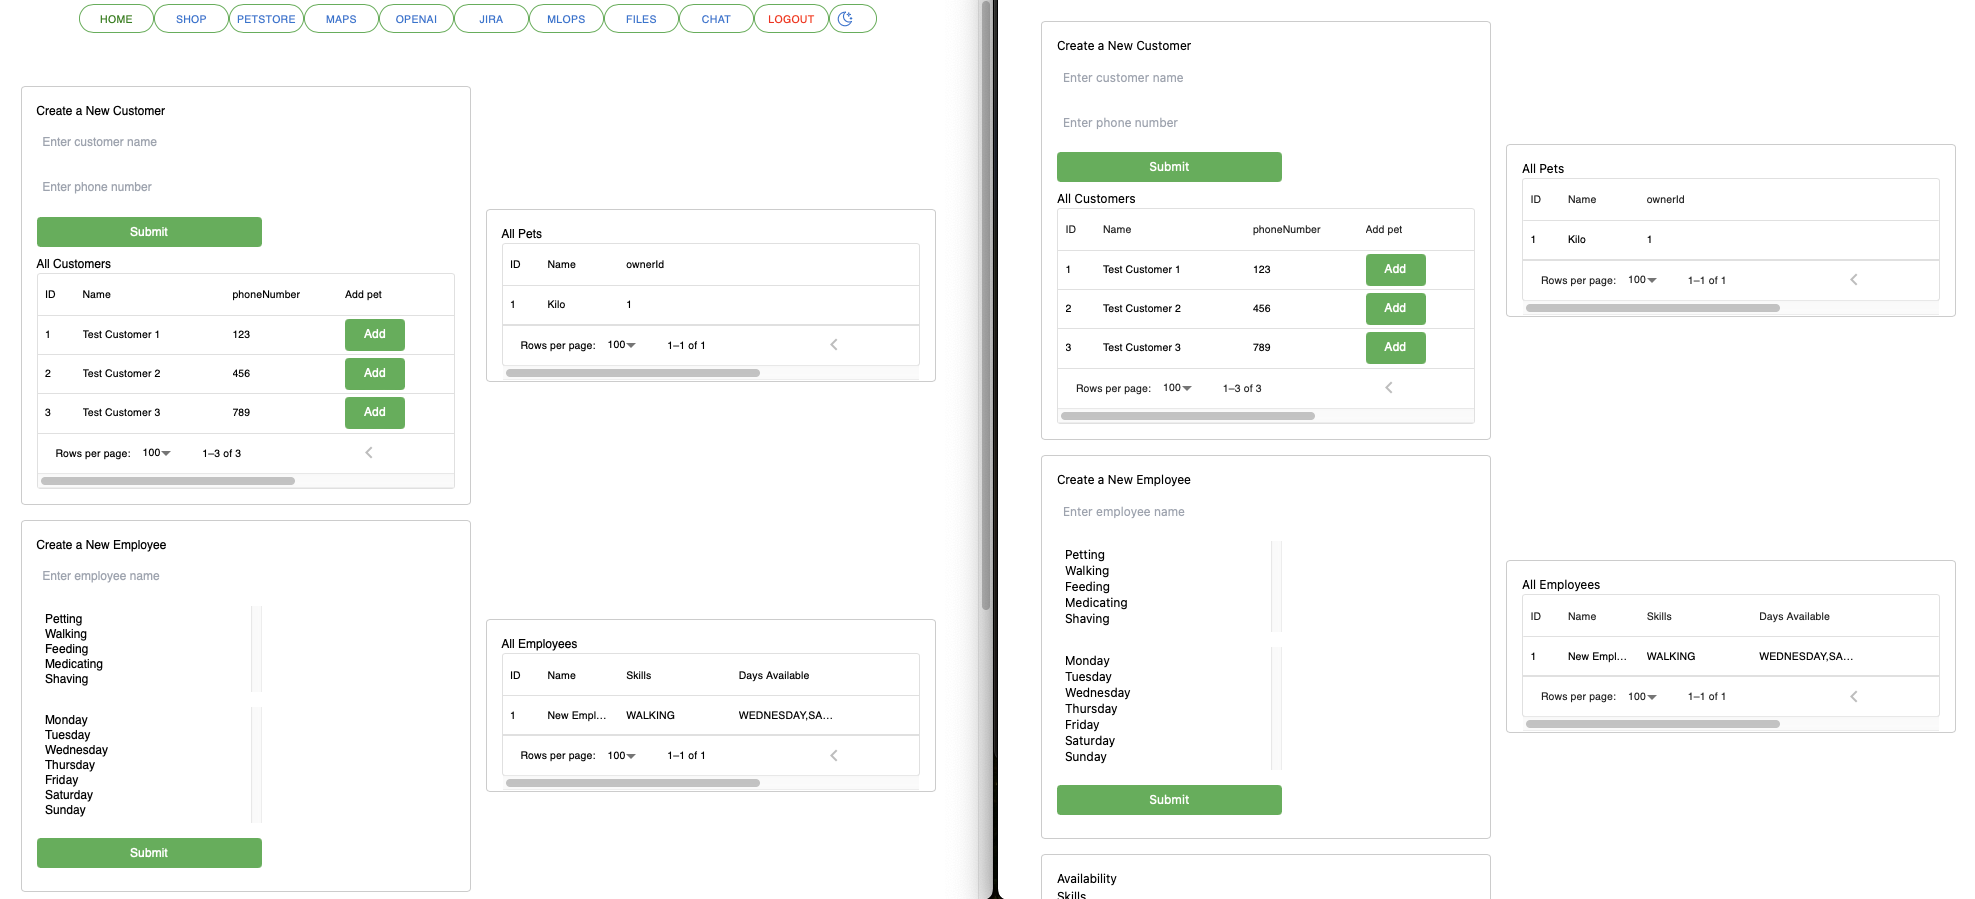 HOME SHOP PETSTORE MAPS OPENAI JIRA MLOPS FILES CHAT LOGOUT
Create a New Customer
Enter customer name
Enter phone number
Submit
All Customers
ID Name phoneNumber Add pet
1 Test Customer 1 123 Add
2 Test Customer 2 456 Add
3 Test Customer 3 789 Add
Rows per page: 100 1–3 of 3
All Pets
ID Name ownerId
1 Kilo 1
Rows per page: 100 1–1 of 1
Create a New Employee
Enter employee name
Petting
Walking
Feeding
Medicating
Shaving
Monday
Tuesday
Wednesday
Thursday
Friday
Saturday
Sunday
Submit
All Employees
ID Name Skills Days Available
1 New Empl... WALKING WEDNESDAY,SA...
Rows per page: 100 1–1 of 1
Create a New Customer
Enter customer name
Enter phone number
Submit
All Customers
ID Name phoneNumber Add pet
1 Test Customer 1 123 Add
2 Test Customer 2 456 Add
3 Test Customer 3 789 Add
Rows per page: 100 1–3 of 3
All Pets
ID Name ownerId
1 Kilo 1
Rows per page: 100 1–1 of 1
Create a New Employee
Enter employee name
Petting
Walking
Feeding
Medicating
Shaving
Monday
Tuesday
Wednesday
Thursday
Friday
Saturday
Sunday
Submit
All Employees
ID Name Skills Days Available
1 New Empl... WALKING WEDNESDAY,SA...
Rows per page: 100 1–1 of 1
Availability
Skills